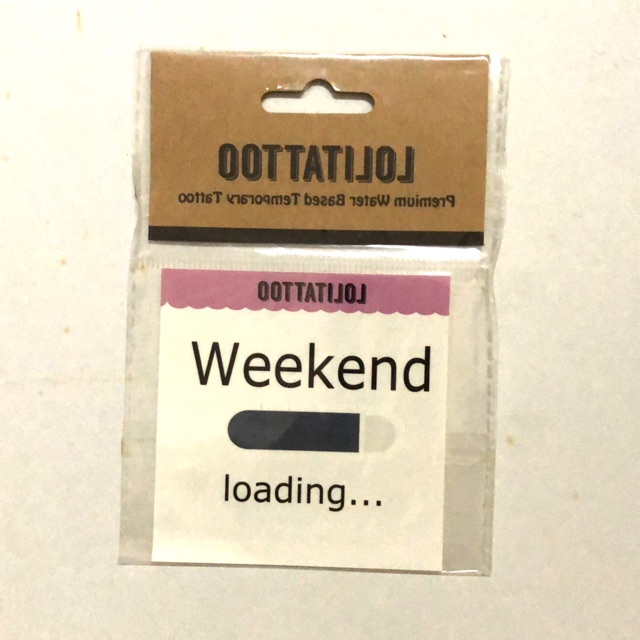 LOLITATTOO
Premium Water Based Temporary Tattoo
LOLITATTOO
Weekend
loading...